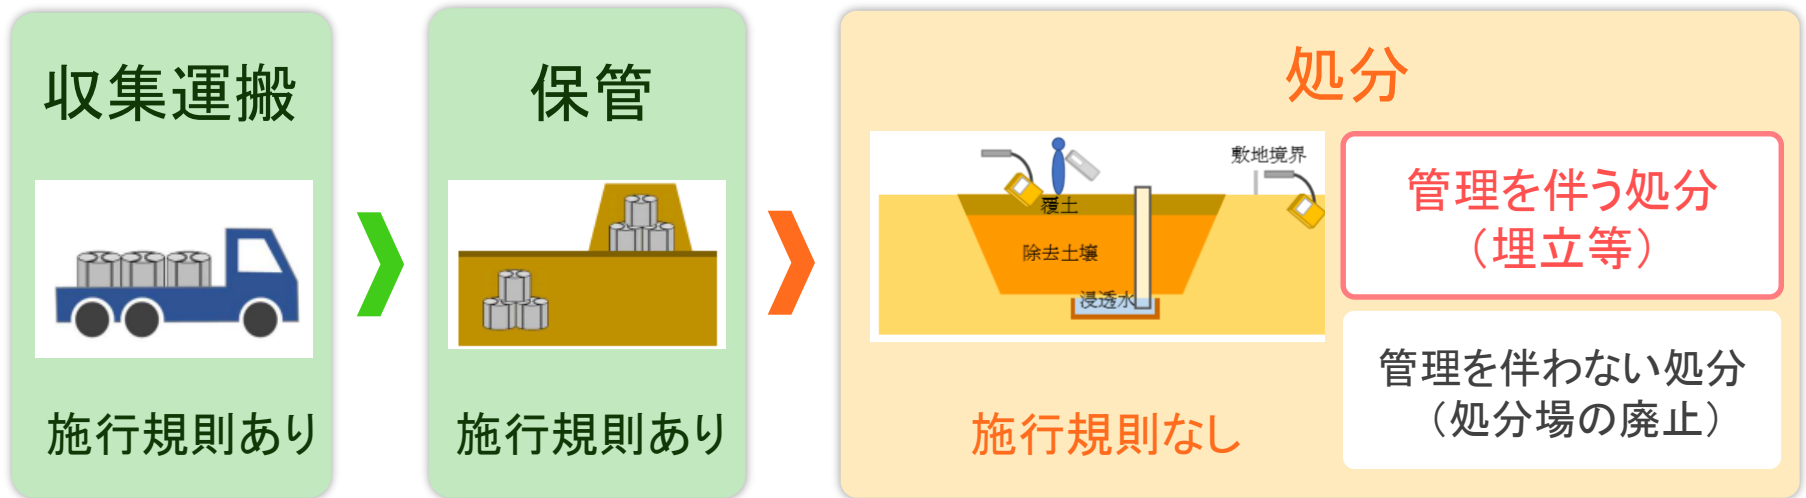 収集運搬
施行規則あり
保管
施行規則あり
処分
敷地境界
覆土
除去土壌
浸透水
施行規則なし
管理を伴う処分
（埋立等）
管理を伴わない処分
（処分場の廃止）